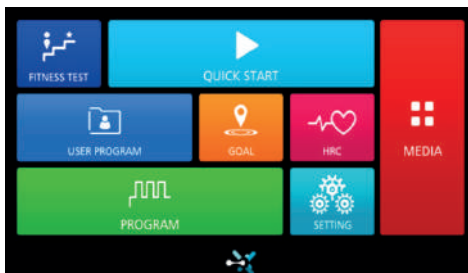 FITNESS TEST
QUICK START
USER PROGRAM
GOAL
HRC
MEDIA
PROGRAM
SETTING